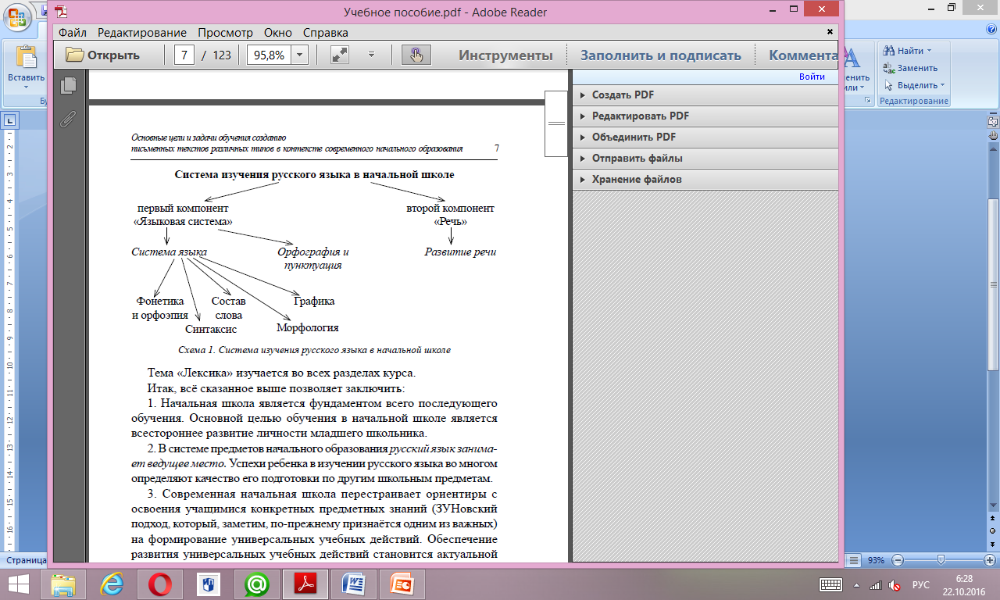 Учебное пособие.pdf - Adobe Reader
Файл Редактирование Просмотр Окно Справка
Открыть 7 / 123 95,8% Инструменты Заполнить и подписать Коммента
Вставить
Войти
Создать PDF
Редактировать PDF
Объединить PDF
Отправить файлы
Хранение файлов
Найти
Заменить
Выделить
Редактирование
Основные цели и задачи обучения созданию
письменных текстов различных типов в контексте современного начального образования 7
Система изучения русского языка в начальной школе
первый компонент второй компонент
«Языковая система» «Речь»
Система языка Орфография и Развитие речи
пунктуация
Фонетика Состав Графика
и орфоэпия слова
Синтаксис Морфология
Схема 1. Система изучения русского языка в начальной школе
Тема «Лексика» изучается во всех разделах курса.
Итак, всё сказанное выше позволяет заключить:
1. Начальная школа является фундаментом всего последующего
обучения. Основной целью обучения в начальной школе является
всестороннее развитие личности младшего школьника.
2. В системе предметов начального образования русский язык занима-
ет ведущее место. Успехи ребенка в изучении русского языка во многом
определяют качество его подготовки по другим школьным предметам.
3. Современная начальная школа перестраивает ориентиры с
освоения учащимися конкретных предметных знаний (ЗУНовский
подход, который, заметим, по-прежнему признаётся одним из важных)
на формирование универсальных учебных действий. Обеспечение
развития универсальных учебных действий становится актуальной
Страница 93%
РУС 6:28
22.10.2016